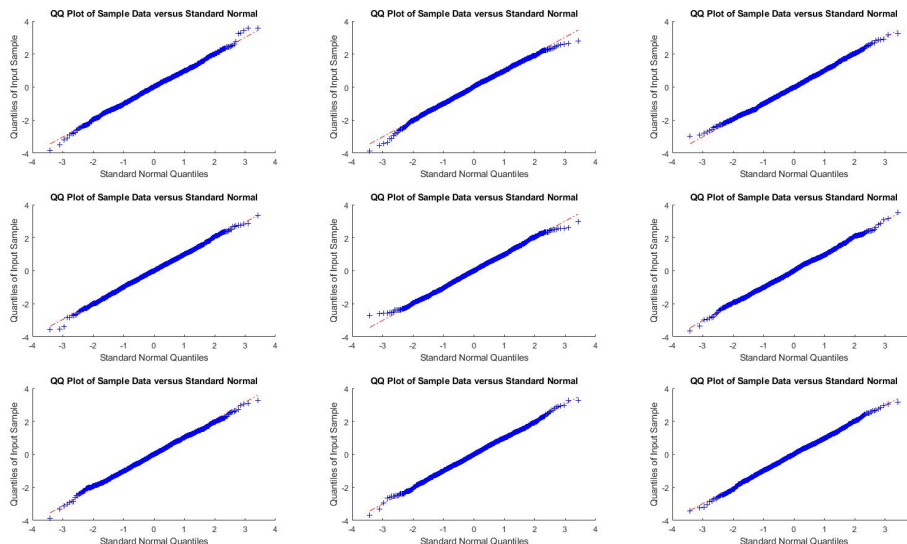 QQ Plot of Sample Data versus Standard Normal
Quantiles of Input Sample
4
2
0
-2
-4
-4 -3 -2 -1 0 1 2 3 4
Standard Normal Quantiles
QQ Plot of Sample Data versus Standard Normal
Quantiles of Input Sample
4
2
0
-2
-4
-4 -3 -2 -1 0 1 2 3 4
Standard Normal Quantiles
QQ Plot of Sample Data versus Standard Normal
Quantiles of Input Sample
4
2
0
-2
-4
-4 -3 -2 -1 0 1 2 3
Standard Normal Quantiles
QQ Plot of Sample Data versus Standard Normal
Quantiles of Input Sample
4
2
0
-2
-4
-4 -3 -2 -1 0 1 2 3 4
Standard Normal Quantiles
QQ Plot of Sample Data versus Standard Normal
Quantiles of Input Sample
4
2
0
-2
-4
-4 -3 -2 -1 0 1 2 3 4
Standard Normal Quantiles
QQ Plot of Sample Data versus Standard Normal
Quantiles of Input Sample
4
2
0
-2
-4
-4 -3 -2 -1 0 1 2 3
Standard Normal Quantiles
QQ Plot of Sample Data versus Standard Normal
Quantiles of Input Sample
4
2
0
-2
-4
-4 -3 -2 -1 0 1 2 3 4
Standard Normal Quantiles
QQ Plot of Sample Data versus Standard Normal
Quantiles of Input Sample
4
2
0
-2
-4
-4 -3 -2 -1 0 1 2 3 4
Standard Normal Quantiles
QQ Plot of Sample Data versus Standard Normal
Quantiles of Input Sample
4
2
0
-2
-4
-4 -3 -2 -1 0 1 2 3
Standard Normal Quantiles